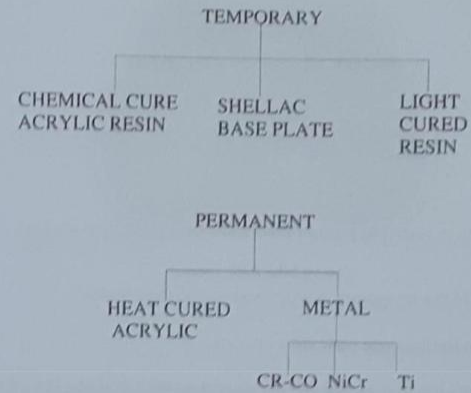 TEMPORARY
CHEMICAL CURE
ACRYLIC RESIN
SHELLAC
BASE PLATE
LIGHT
CURED
RESIN
PERMANENT
HEAT CURED
ACRYLIC
METAL
CR-CO NiCr Ti